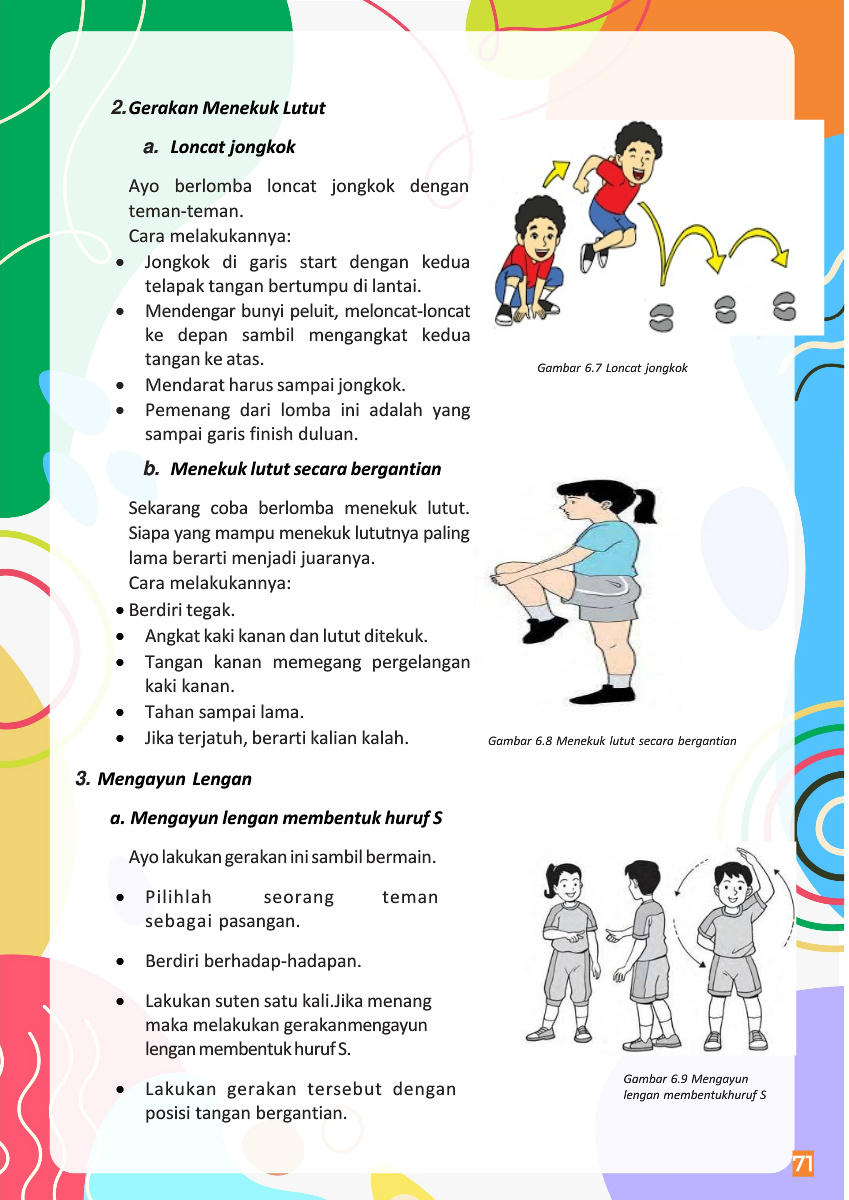 2. Gerakan Menekuk Lutut
a. Loncat jongkok
Ayo berlomba loncat jongkok dengan
teman-teman.
Cara melakukannya:
• Jongkok di garis start dengan kedua
telapak tangan bertumpu di lantai.
• Mendengar bunyi peluit, meloncat-loncat
ke depan sambil mengangkat kedua
tangan ke atas.
• Mendarat harus sampai jongkok.
• Pemenang dari lomba ini adalah yang
sampai garis finish duluan.
Gambar 6.7 Loncat jongkok
b. Menekuk lutut secara bergantian
Sekarang coba berlomba menekuk lutut.
Siapa yang mampu menekuk lututnya paling
lama berarti menjadi juaranya.
Cara melakukannya:
• Berdiri tegak.
• Angkat kaki kanan dan lutut ditekuk.
• Tangan kanan memegang pergelangan
kaki kanan.
• Tahan sampai lama.
• Jika terjatuh, berarti kalian kalah.
Gambar 6.8 Menekuk lutut secara bergantian
3. Mengayun Lengan
a. Mengayun lengan membentuk huruf S
Ayo lakukan gerakan ini sambil bermain.
• Pilihlah seorang teman
sebagai pasangan.
• Berdiri berhadap-hadapan.
• Lakukan suten satu kali.Jika menang
maka melakukan gerakanmengayun
lengan membentuk huruf S.
• Lakukan gerakan tersebut dengan
posisi tangan bergantian.
Gambar 6.9 Mengayun
lengan membentukhuruf S
71